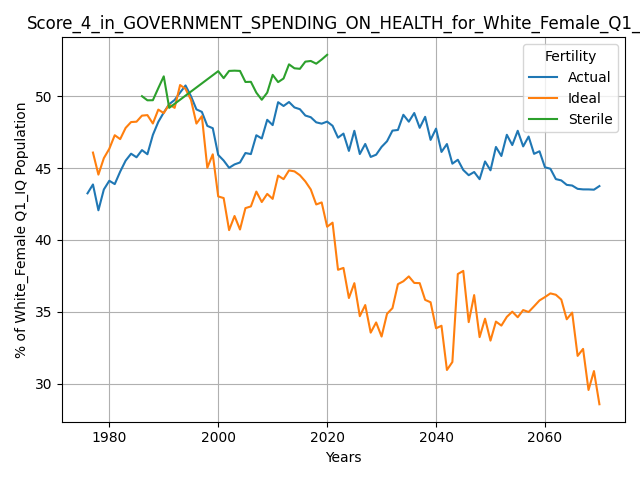 Score_4_in_GOVERNMENT_SPENDING_ON_HEALTH_for_White_Female_Q1_
Fertility
Actual
Ideal
Sterile
% of White_Female Q1_IQ Population
50
45
40
35
30
1980 2000 2020 2040 2060
Years